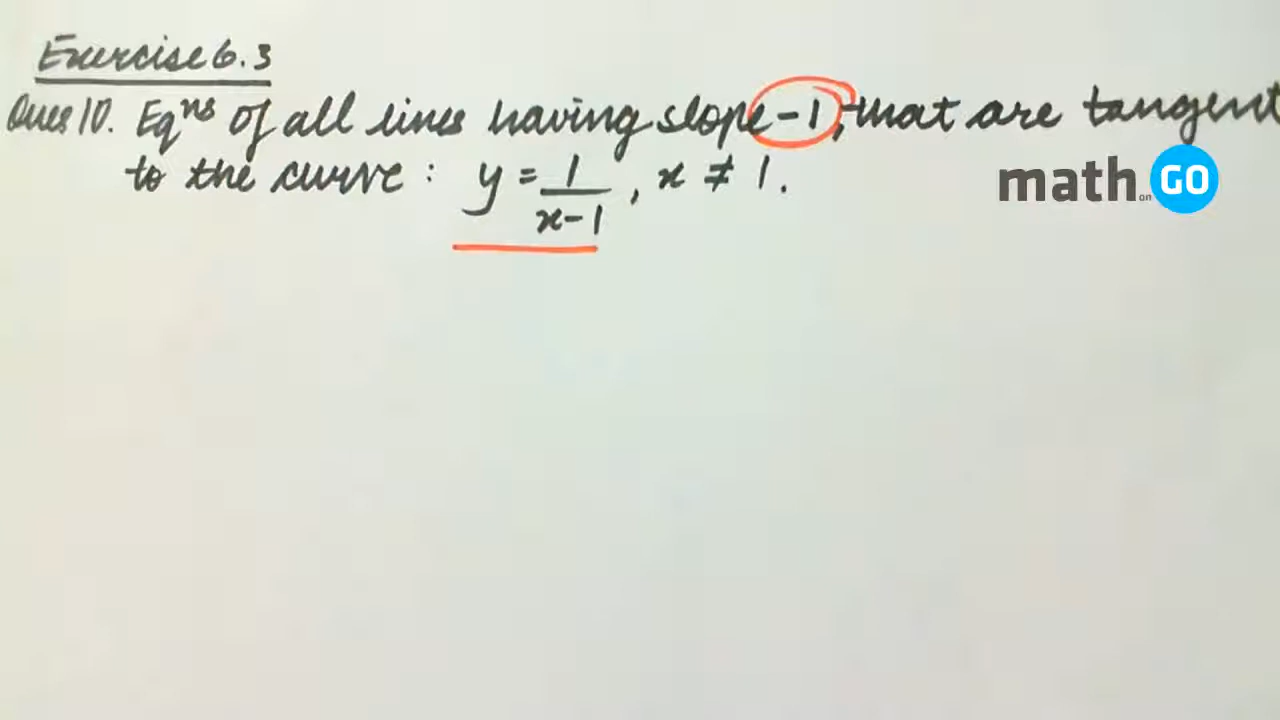 Exercise 6.3
Ques 10. Eqⁿˢ of all lines having slope -1, that are tangent
to the curve : y = 1/(x-1), x ≠ 1.
math on GO